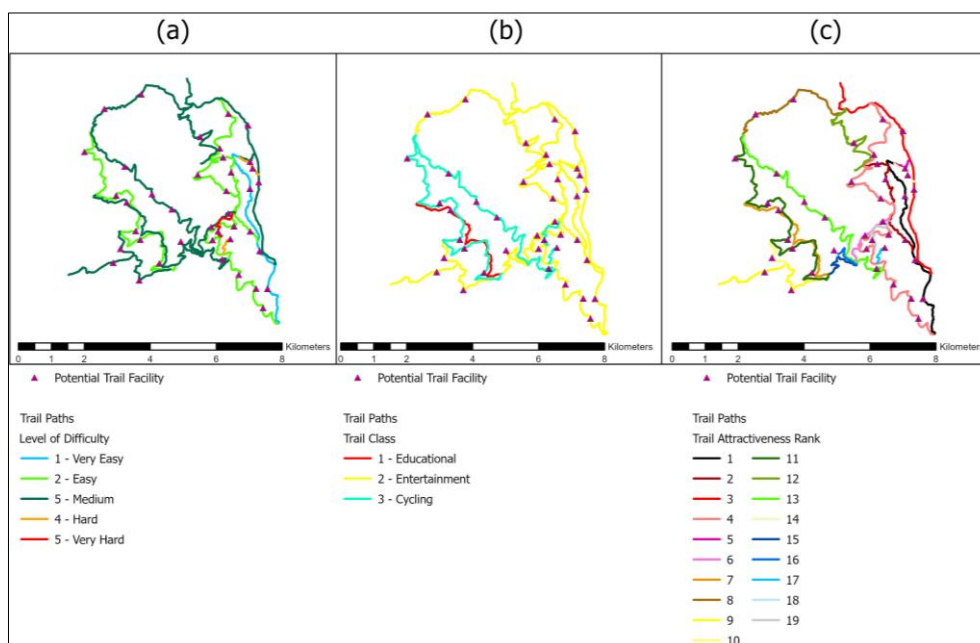 (a) (b) (c)
Kilometers Kilometers Kilometers
0 2 4 6 8 0 2 4 6 8 0 2 4 6 8
Potential Trail Facility Potential Trail Facility Potential Trail Facility
Trail Paths Trail Paths Trail Paths
Level of Difficulty Trail Class Trail Attractiveness Rank
1 - Very Easy 1 - Educational 1 11
2 - Easy 2 - Entertainment 2 12
5 - Medium 3 - Cycling 3 13
4 - Hard 4 14
5 - Very Hard 5 15
6 16
7 17
8 18
9 19
10